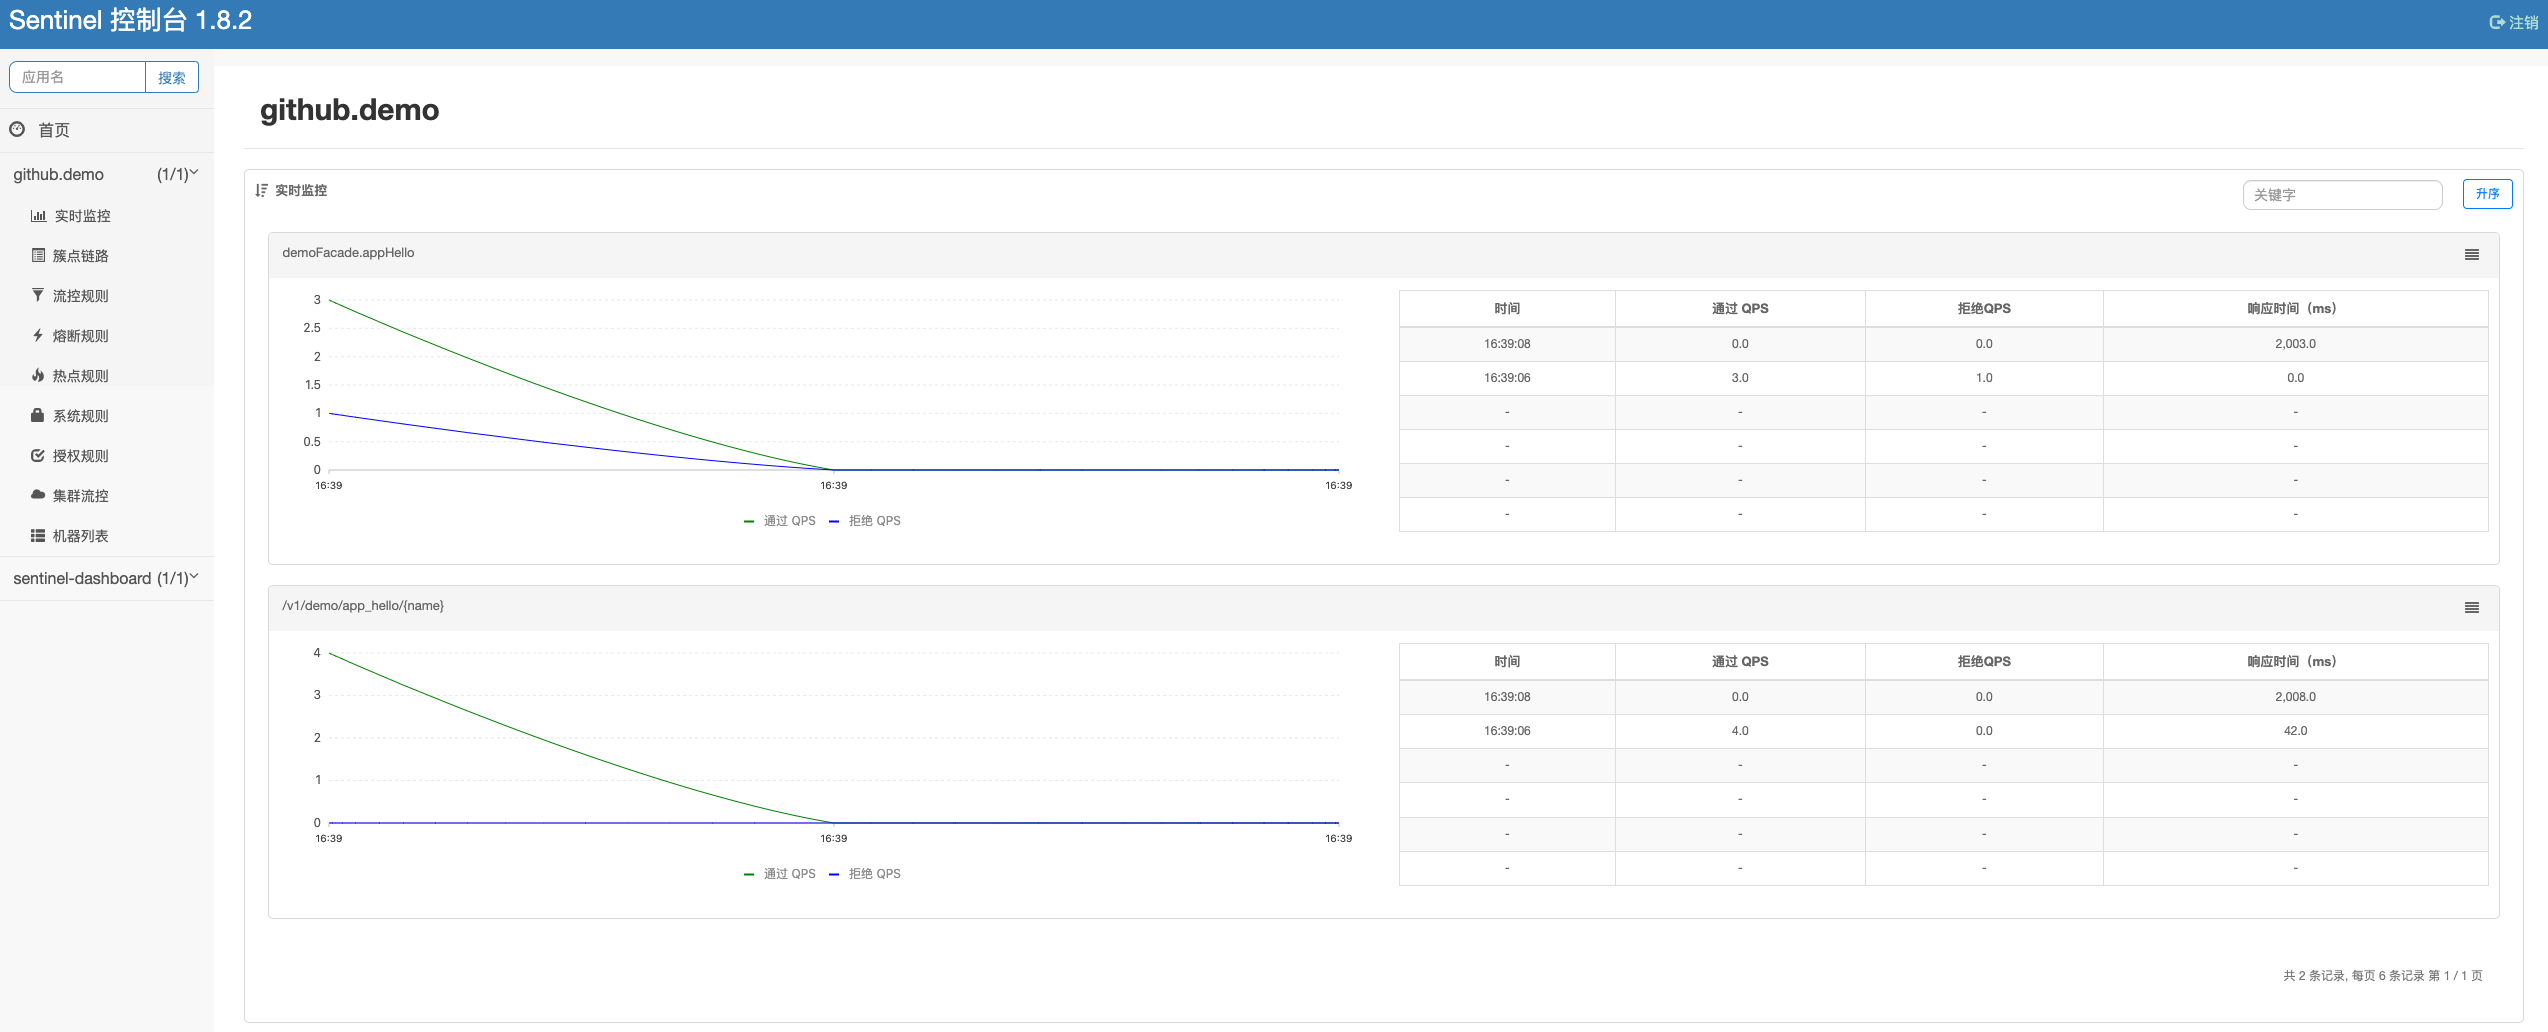 Sentinel 控制台 1.8.2
注销
应用名
搜索
首页
github.demo (1/1)
实时监控
簇点链路
流控规则
熔断规则
热点规则
系统规则
授权规则
集群流控
机器列表
sentinel-dashboard (1/1)
github.demo
实时监控
关键字
升序
demoFacade.appHello
3
2.5
2
1.5
1
0.5
0
16:39 16:39 16:39
通过 QPS 拒绝 QPS
时间 通过 QPS 拒绝QPS 响应时间（ms）
16:39:08 0.0 0.0 2,003.0
16:39:06 3.0 1.0 0.0
- - - -
- - - -
- - - -
- - - -
/v1/demo/app_hello/{name}
4
3
2
1
0
16:39 16:39 16:39
通过 QPS 拒绝 QPS
时间 通过 QPS 拒绝QPS 响应时间（ms）
16:39:08 0.0 0.0 2,008.0
16:39:06 4.0 0.0 42.0
- - - -
- - - -
- - - -
- - - -
共 2 条记录, 每页 6 条记录 第 1 / 1 页